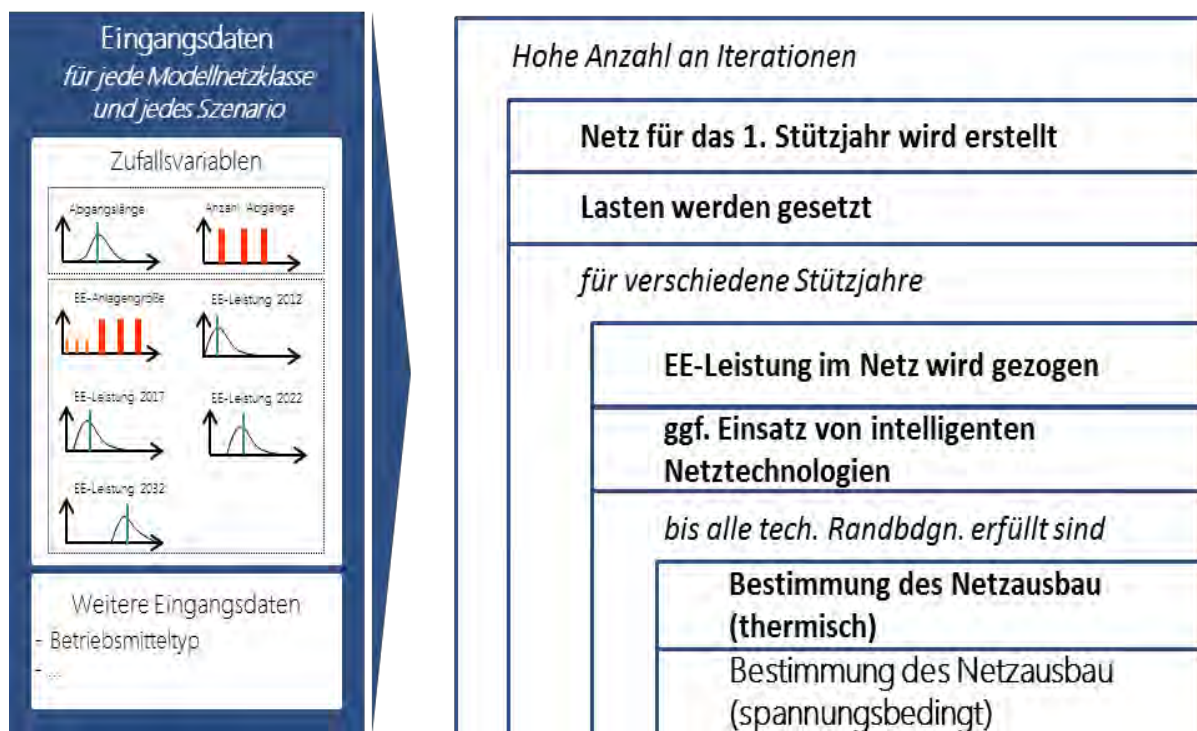 Eingangsdaten
für jede Modellnetzklasse
und jedes Szenario
Zufallsvariablen
Abgangslänge
Anzahl Abgänge
EE-Anlagengröße
EE-Leistung 2012
EE-Leistung 2017
EE-Leistung 2022
EE-Leistung 2032
Weitere Eingangsdaten
- Betriebsmitteltyp
- ...
Hohe Anzahl an Iterationen
Netz für das 1. Stützjahr wird erstellt
Lasten werden gesetzt
für verschiedene Stützjahre
EE-Leistung im Netz wird gezogen
ggf. Einsatz von intelligenten
Netztechnologien
bis alle tech. Randbdgn. erfüllt sind
Bestimmung des Netzausbau
(thermisch)
Bestimmung des Netzausbau
(spannungsbedingt)